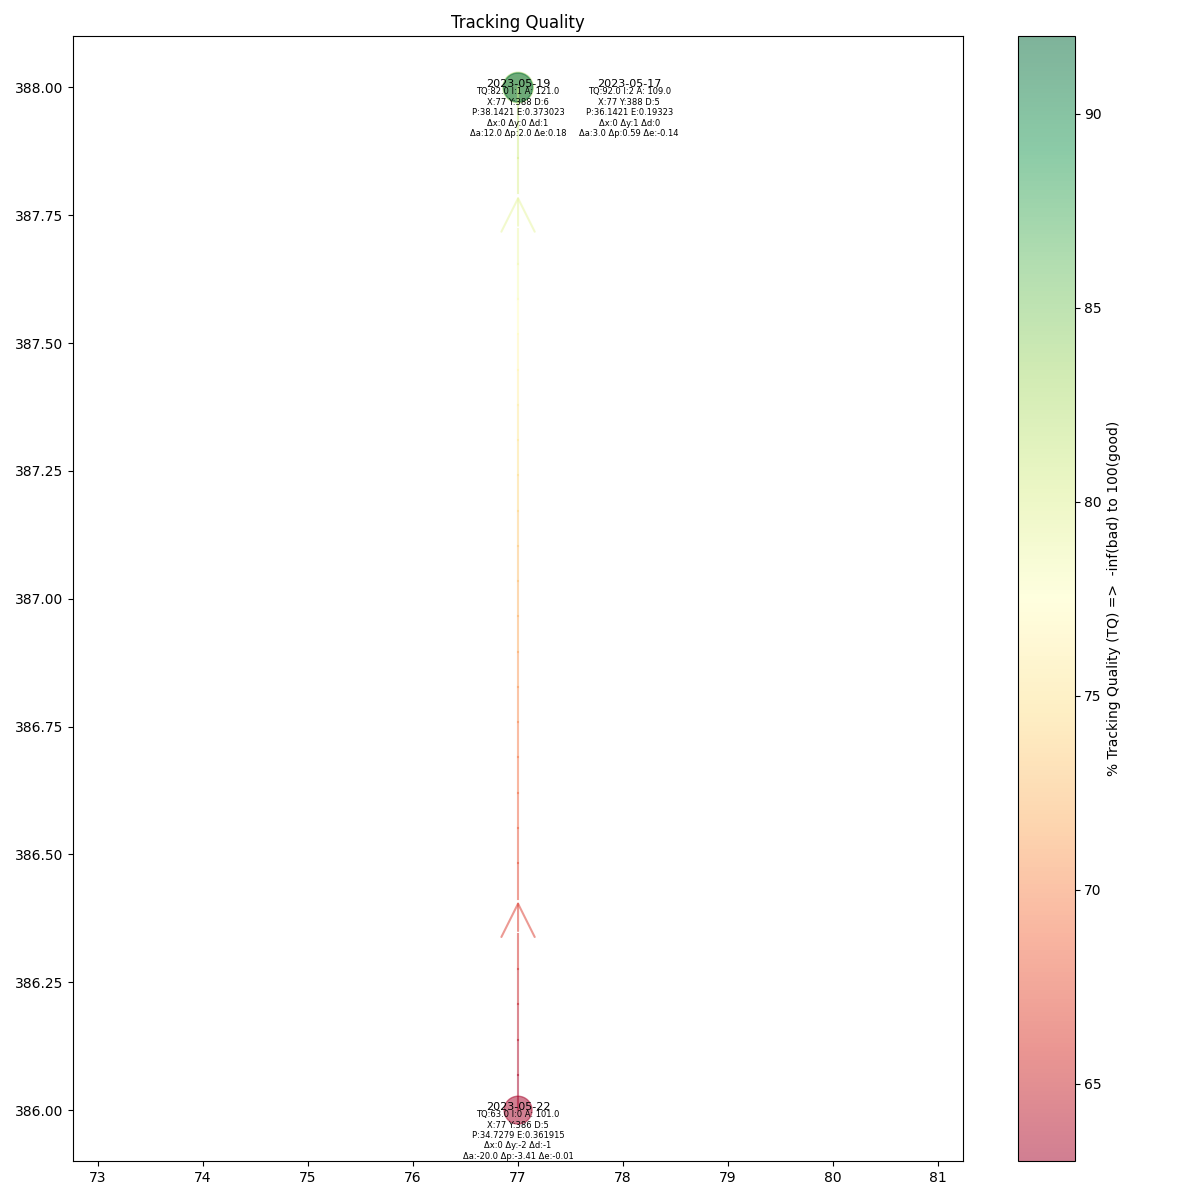 Tracking Quality
388.00
387.75
387.50
387.25
387.00
386.75
386.50
386.25
386.00
2023-05-19
TQ:82.0 I:1 A: 121.0
X:77 Y:388 D:6
P:38.1421 E:0.373023
Δx:0 Δy:0 Δd:1
Δa:12.0 Δp:2.0 Δe:0.18
2023-05-17
TQ:92.0 I:2 A: 109.0
X:77 Y:388 D:5
P:36.1421 E:0.19323
Δx:0 Δy:1 Δd:0
Δa:3.0 Δp:0.59 Δe:-0.14
2023-05-22
TQ:63.0 I:0 A: 101.0
X:77 Y:386 D:5
P:34.7279 E:0.361915
Δx:0 Δy:-2 Δd:-1
Δa:-20.0 Δp:-3.41 Δe:-0.01
73 74 75 76 77 78 79 80 81
90
85
80
75
70
65
% Tracking Quality (TQ) => -inf(bad) to 100(good)